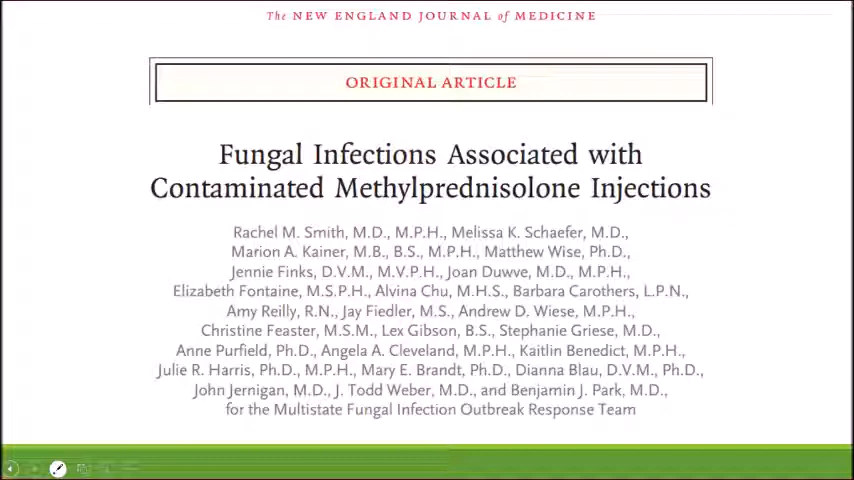 The NEW ENGLAND JOURNAL of MEDICINE
ORIGINAL ARTICLE
Fungal Infections Associated with
Contaminated Methylprednisolone Injections
Rachel M. Smith, M.D., M.P.H., Melissa K. Schaefer, M.D.,
Marion A. Kainer, M.B., B.S., M.P.H., Matthew Wise, Ph.D.,
Jennie Finks, D.V.M., M.V.P.H., Joan Duwve, M.D., M.P.H.,
Elizabeth Fontaine, M.S.P.H., Alvina Chu, M.H.S., Barbara Carothers, L.P.N.,
Amy Reilly, R.N., Jay Fiedler, M.S., Andrew D. Wiese, M.P.H.,
Christine Feaster, M.S.M., Lex Gibson, B.S., Stephanie Griese, M.D.,
Anne Purfield, Ph.D., Angela A. Cleveland, M.P.H., Kaitlin Benedict, M.P.H.,
Julie R. Harris, Ph.D., M.P.H., Mary E. Brandt, Ph.D., Dianna Blau, D.V.M., Ph.D.,
John Jernigan, M.D., J. Todd Weber, M.D., and Benjamin J. Park, M.D.,
for the Multistate Fungal Infection Outbreak Response Team